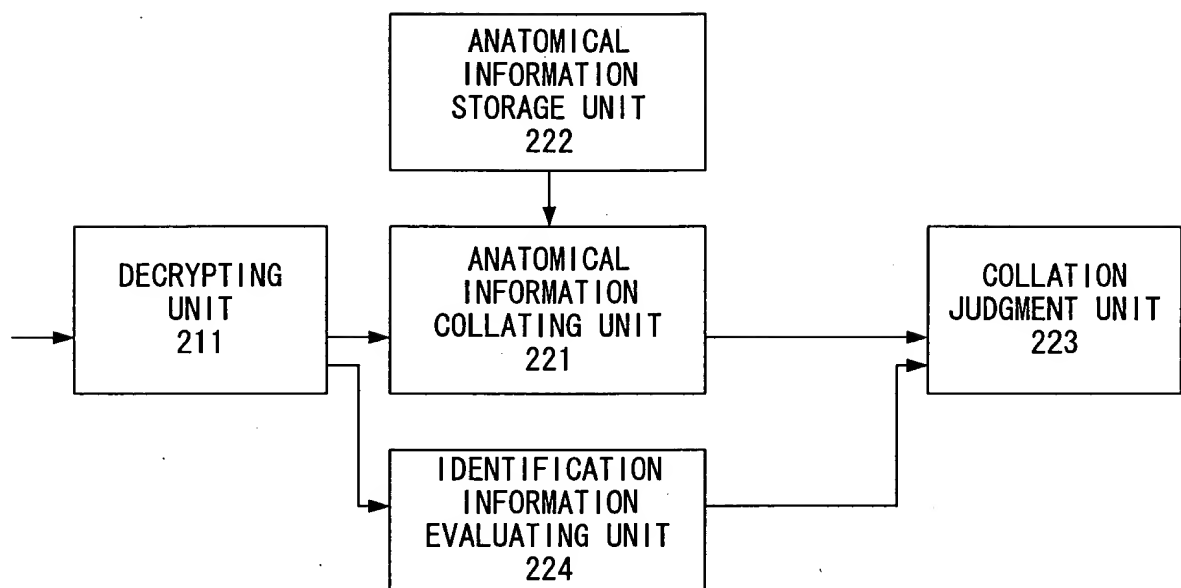 ANATOMICAL
INFORMATION
STORAGE UNIT
222
DECRYPTING
UNIT
211
ANATOMICAL
INFORMATION
COLLATING UNIT
221
COLLATION
JUDGMENT UNIT
223
IDENTIFICATION
INFORMATION
EVALUATING UNIT
224